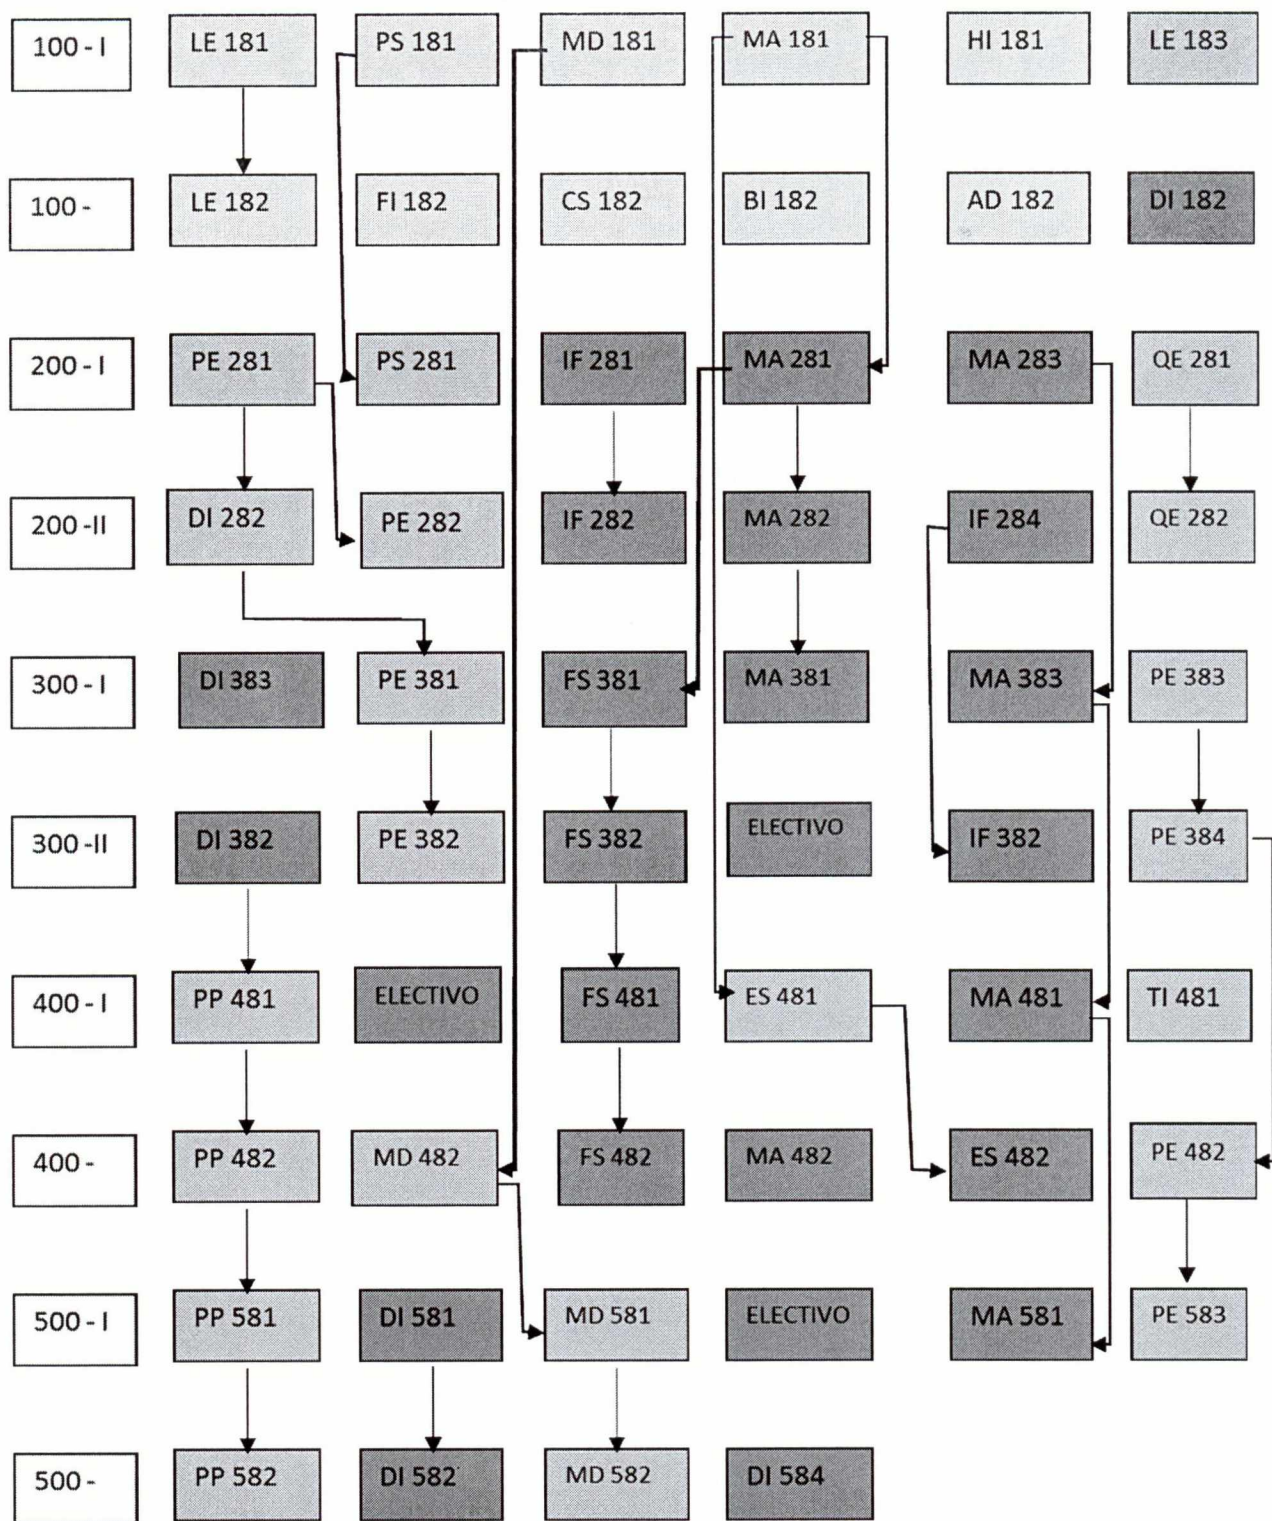 100 - I LE 181 PS 181 MD 181 MA 181 HI 181 LE 183
100 - LE 182 FI 182 CS 182 BI 182 AD 182 DI 182
200 - I PE 281 PS 281 IF 281 MA 281 MA 283 QE 281
200 -II DI 282 PE 282 IF 282 MA 282 IF 284 QE 282
300 - I DI 383 PE 381 FS 381 MA 381 MA 383 PE 383
300 -II DI 382 PE 382 FS 382 ELECTIVO IF 382 PE 384
400 - I PP 481 ELECTIVO FS 481 ES 481 MA 481 TI 481
400 - PP 482 MD 482 FS 482 MA 482 ES 482 PE 482
500 - I PP 581 DI 581 MD 581 ELECTIVO MA 581 PE 583
500 - PP 582 DI 582 MD 582 DI 584